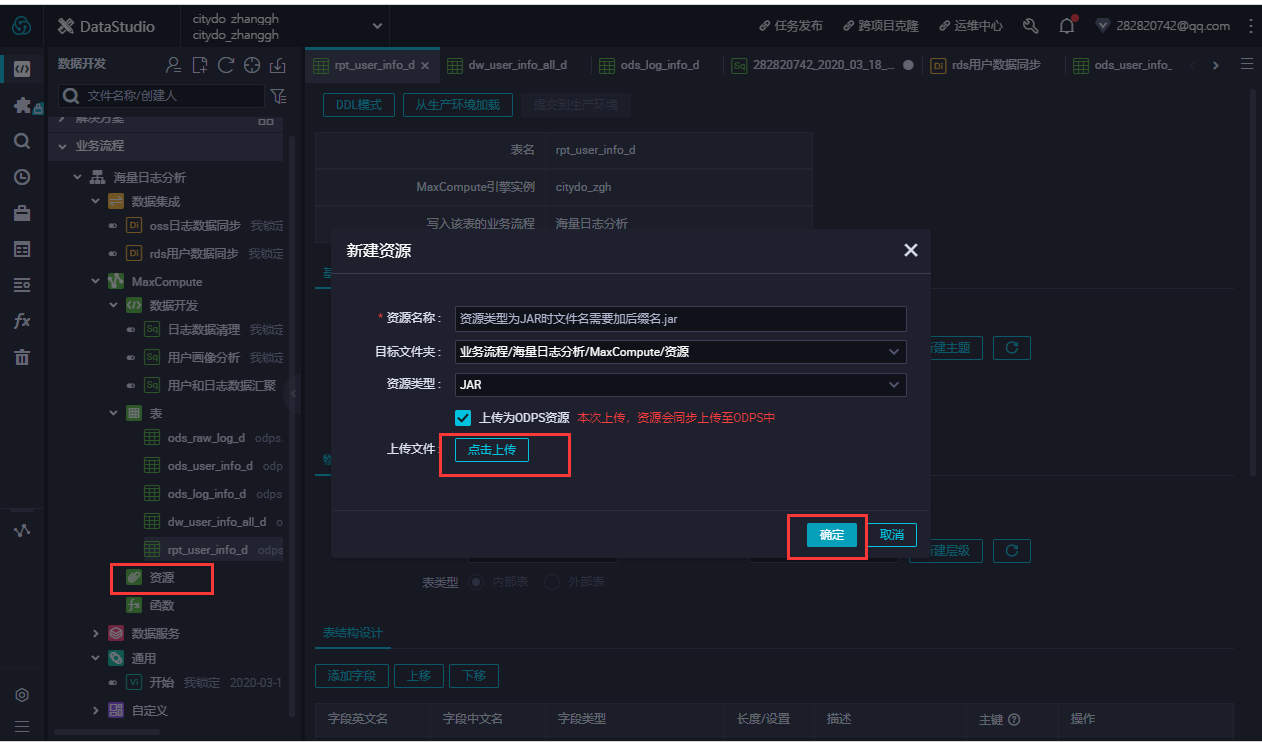 DataStudio
citydo_zhanggh
citydo_zhanggh
任务发布
跨项目克隆
运维中心
282820742@qq.com
数据开发
文件名称/创建人
解决方案
业务流程
海量日志分析
数据集成
Di oss日志数据同步 我锁定
Di rds用户数据同步 我锁定
MaxCompute
数据开发
Sq 日志数据清理 我锁定
Sq 用户画像分析 我锁定
Sq 用户和日志数据汇聚
表
ods_raw_log_d odps.
ods_user_info_d odp
ods_log_info_d odps
dw_user_info_all_d o
rpt_user_info_d odps
资源
fx 函数
数据服务
通用
VI 开始 我锁定 2020-03-1
自定义
fx
rpt_user_info_d
dw_user_info_all_d
ods_log_info_d
Sq 282820742_2020_03_18_...
Di rds用户数据同步
ods_user_info_
DDL模式
从生产环境加载
提交到生产环境
表名 rpt_user_info_d
MaxCompute引擎实例 citydo_zgh
写入该表的业务流程 海量日志分析
新建资源
* 资源名称：
资源类型为JAR时文件名需要加后缀名.jar
目标文件夹：
业务流程/海量日志分析/MaxCompute/资源
建主题
资源类型：
JAR
上传为ODPS资源 本次上传，资源会同步上传至ODPS中
上传文件：
点击上传
确定
取消
建层级
表类型 内部表 外部表
表结构设计
添加字段
上移
下移
字段英文名
字段中文名
字段类型
长度/设置
描述
主键
操作